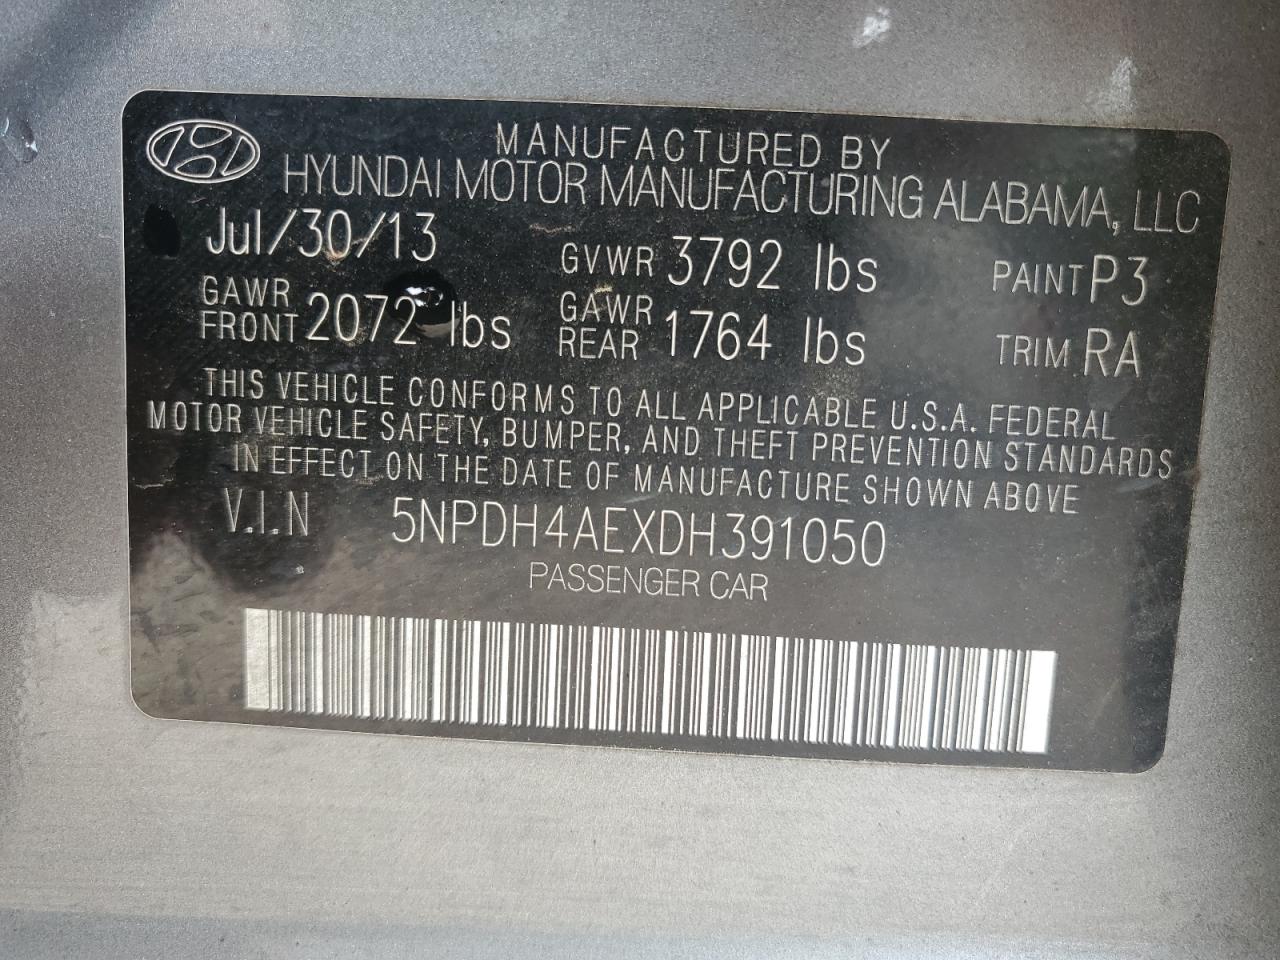 MANUFACTURED BY
HYUNDAI MOTOR MANUFACTURING ALABAMA, LLC
Jul/30/13 GVWR 3792 lbs PAINT P3
GAWR FRONT 2072 lbs GAWR REAR 1764 lbs TRIM RA
THIS VEHICLE CONFORMS TO ALL APPLICABLE U.S.A. FEDERAL
MOTOR VEHICLE SAFETY, BUMPER, AND THEFT PREVENTION STANDARDS
IN EFFECT ON THE DATE OF MANUFACTURE SHOWN ABOVE
V.I.N 5NPDH4AEXDH391050
PASSENGER CAR